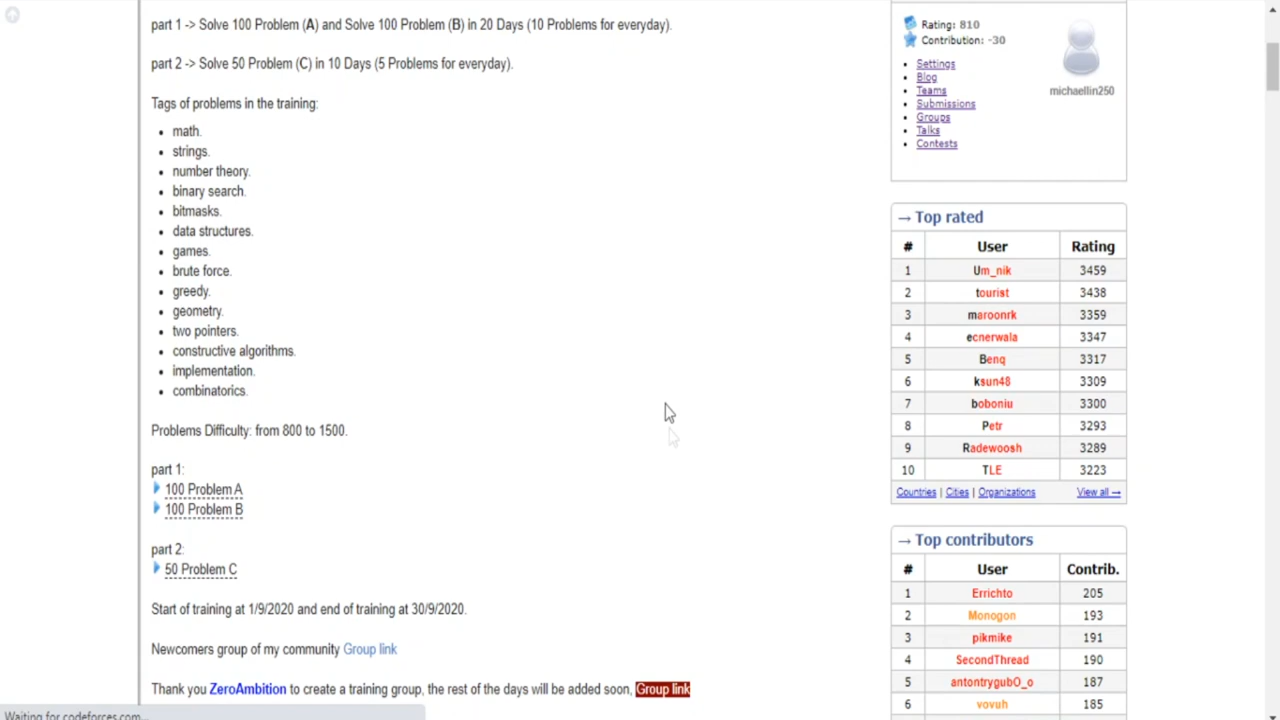 part 1 -> Solve 100 Problem (A) and Solve 100 Problem (B) in 20 Days (10 Problems for everyday).
part 2 -> Solve 50 Problem (C) in 10 Days (5 Problems for everyday).
Tags of problems in the training:
math.
strings.
number theory.
binary search.
bitmasks.
data structures.
games.
brute force.
greedy.
geometry.
two pointers.
constructive algorithms.
implementation.
combinatorics.
Problems Difficulty: from 800 to 1500.
part 1:
100 Problem A
100 Problem B
part 2:
50 Problem C
Start of training at 1/9/2020 and end of training at 30/9/2020.
Newcomers group of my community Group link
Thank you ZeroAmbition to create a training group, the rest of the days will be added soon, Group link
Waiting for codeforces.com...
Rating: 810
Contribution: -30
Settings
Blog
Teams
Submissions
Groups
Talks
Contests
michaellin250
→ Top rated
# User Rating
1 Um_nik 3459
2 tourist 3438
3 maroonrk 3359
4 ecnerwala 3347
5 Benq 3317
6 ksun48 3309
7 boboniu 3300
8 Petr 3293
9 Radewoosh 3289
10 TLE 3223
Countries | Cities | Organizations View all →
→ Top contributors
# User Contrib.
1 Errichto 205
2 Monogon 193
3 pikmike 191
4 SecondThread 190
5 antontrygubO_o 187
6 vovuh 185